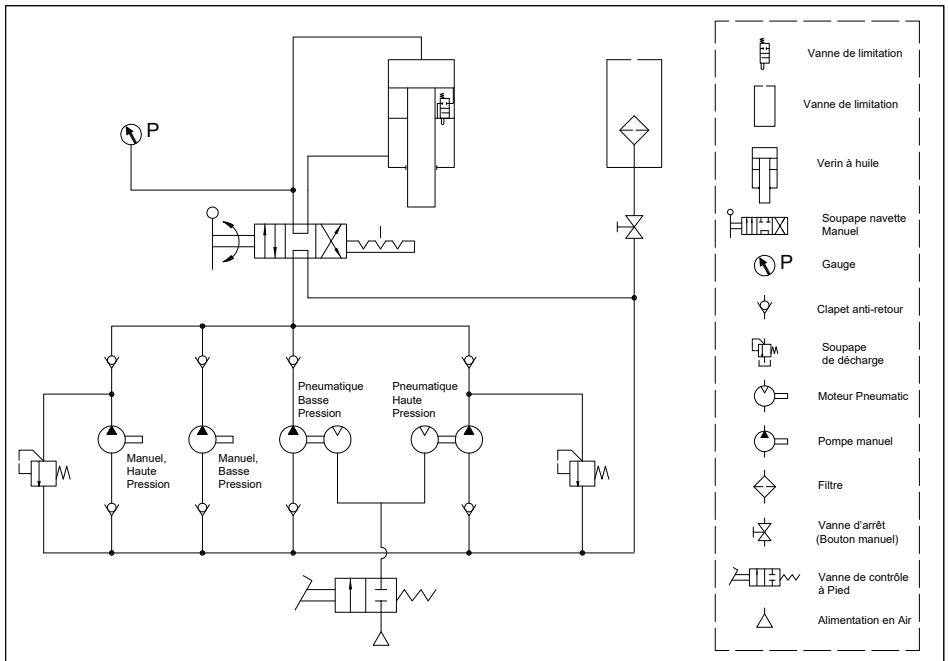 P
Pneumatique
Basse
Pression
Pneumatique
Haute
Pression
Manuel,
Haute
Pression
Manuel,
Basse
Pression
Vanne de limitation
Vanne de limitation
Verin à huile
Soupape navette
Manuel
P
Gauge
Clapet anti-retour
Soupape
de décharge
Moteur Pneumatic
Pompe manuel
Filtre
Vanne d'arrêt
(Bouton manuel)
Vanne de contrôle
à Pied
Alimentation en Air